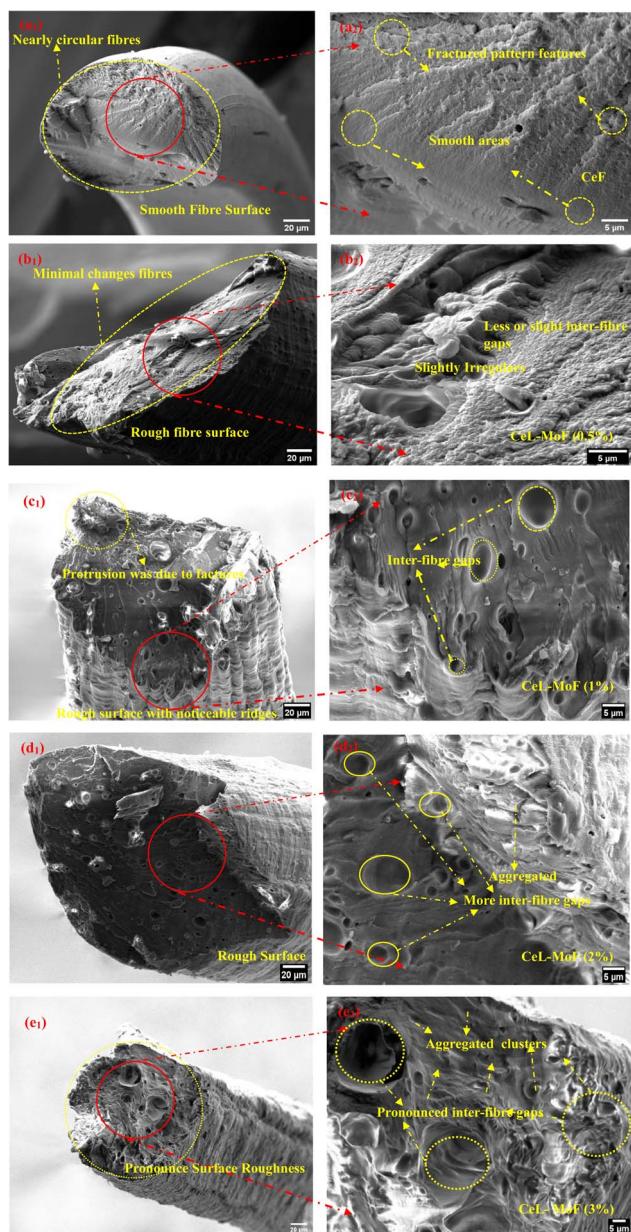 (a₁)
Nearly circular fibres
Smooth Fibre Surface
20 µm
(a₂)
Fractured pattern features
Smooth areas
CeF
5 µm
(b₁)
Minimal changes fibres
Rough fibre surface
20 µm
(b₂)
Less or slight inter-fibre
gaps
Slightly Irregulars
CeL-MoF (0.5%)
5 µm
(c₁)
Protrusion was due to factures
Rough surface with noticeable ridges
20 µm
(c₂)
Inter-fibre gaps
CeL-MoF (1%)
5 µm
(d₁)
Rough Surface
20 µm
(d₂)
Aggregated
More inter-fibre gaps
CeL-MoF (2%)
5 µm
(e₁)
Pronounce Surface Roughness
20 µm
(e₂)
Aggregated clusters
Pronounced inter-fibre gaps
CeL- MoF (3%)
5 µm